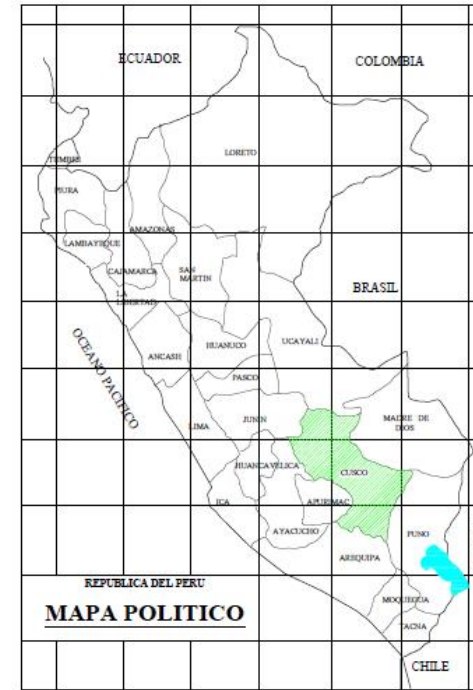 ECUADOR
COLOMBIA
LORETO
TUMBES
PIURA
AMAZONAS
LAMBAYEQUE
CAJAMARCA
SAN
MARTIN
LA
LIBERTAD
BRASIL
OCEANO PACIFICO
ANCASH
HUANUCO
UCAYALI
PASCO
LIMA
JUNIN
MADRE DE
DIOS
HUANCAVELICA
CUSCO
ICA
APURIMAC
AYACUCHO
PUNO
AREQUIPA
REPUBLICA DEL PERU
MAPA POLITICO
MOQUEGUA
TACNA
CHILE